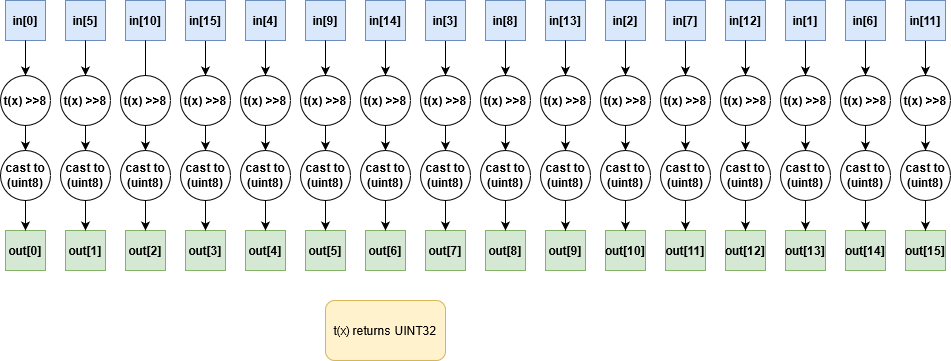 in[0] in[5] in[10] in[15] in[4] in[9] in[14] in[3] in[8] in[13] in[2] in[7] in[12] in[1] in[6] in[11]
t(x) >>8 t(x) >>8 t(x) >>8 t(x) >>8 t(x) >>8 t(x) >>8 t(x) >>8 t(x) >>8 t(x) >>8 t(x) >>8 t(x) >>8 t(x) >>8 t(x) >>8 t(x) >>8 t(x) >>8 t(x) >>8
cast to cast to cast to cast to cast to cast to cast to cast to cast to cast to cast to cast to cast to cast to cast to cast to
(uint8) (uint8) (uint8) (uint8) (uint8) (uint8) (uint8) (uint8) (uint8) (uint8) (uint8) (uint8) (uint8) (uint8) (uint8) (uint8)
out[0] out[1] out[2] out[3] out[4] out[5] out[6] out[7] out[8] out[9] out[10] out[11] out[12] out[13] out[14] out[15]
t(x) returns UINT32